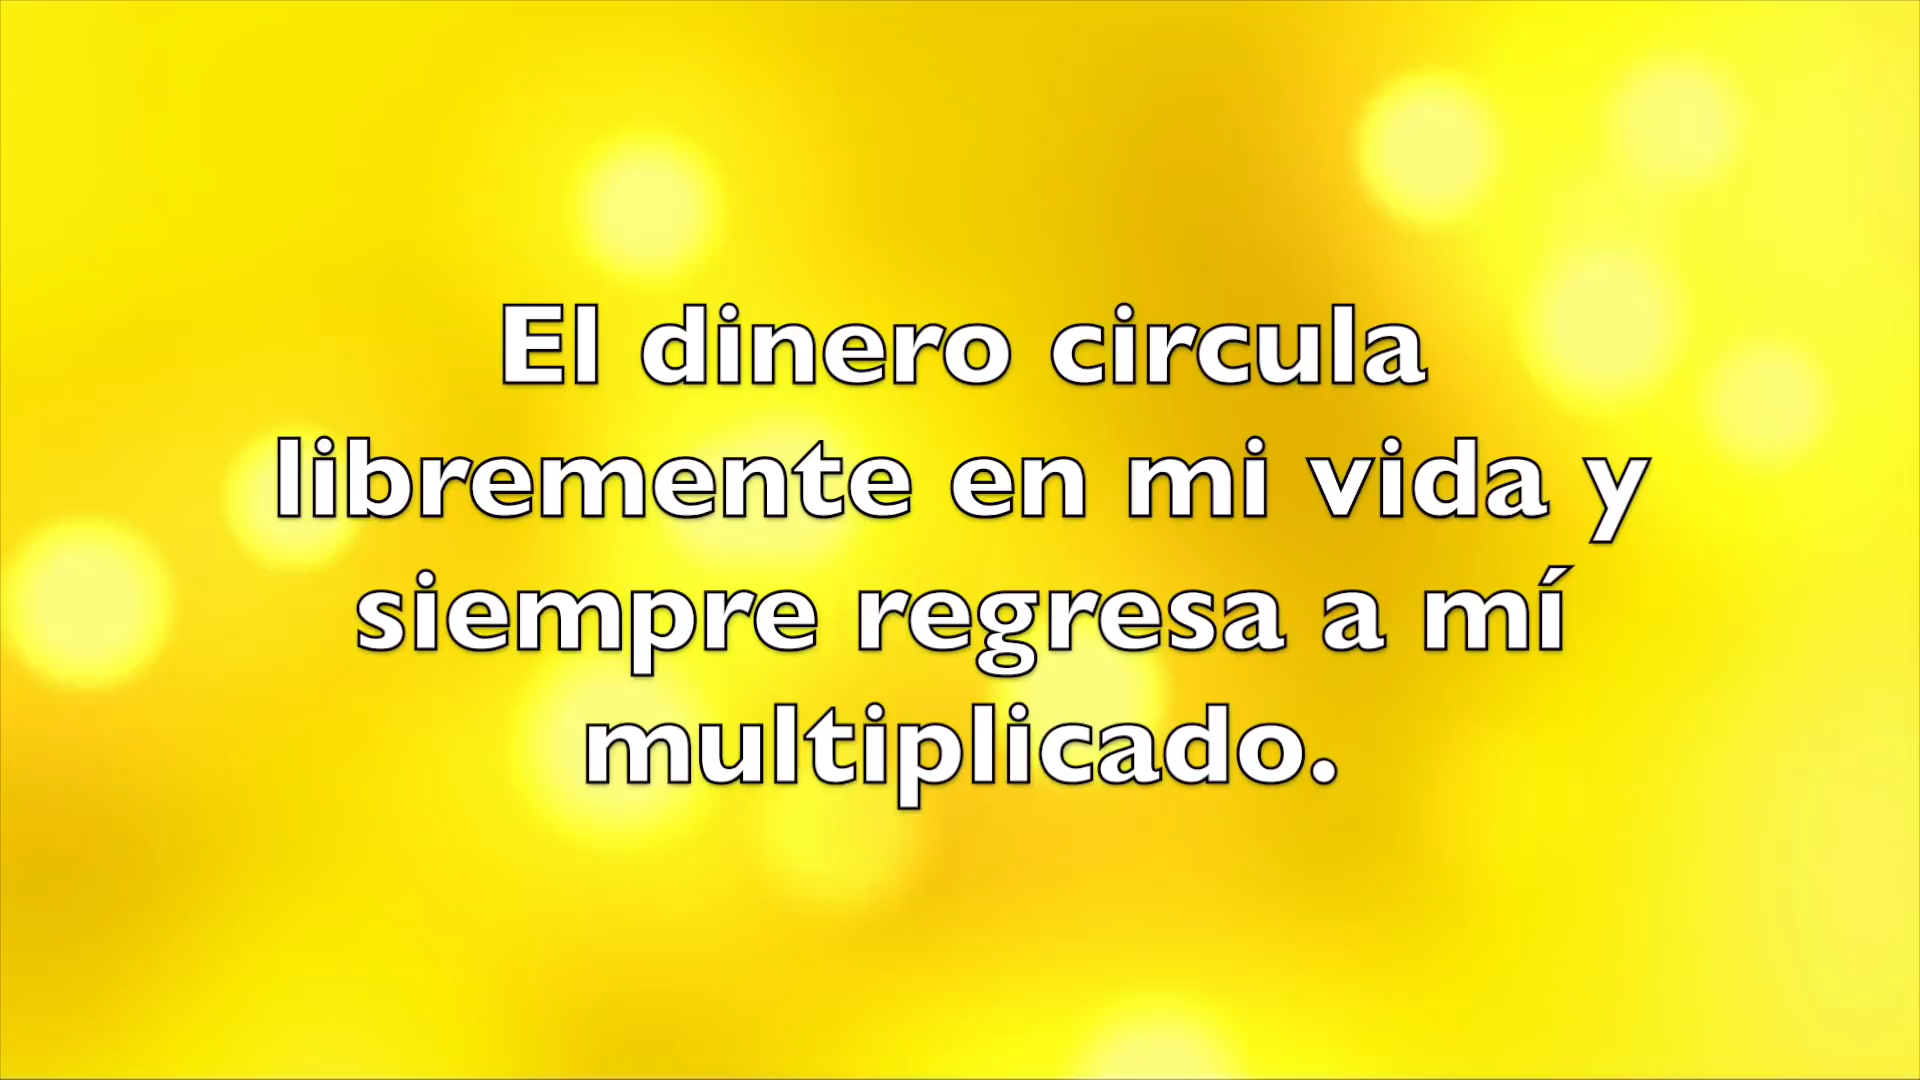 El dinero circula
libremente en mi vida y
siempre regresa a mí
multiplicado.